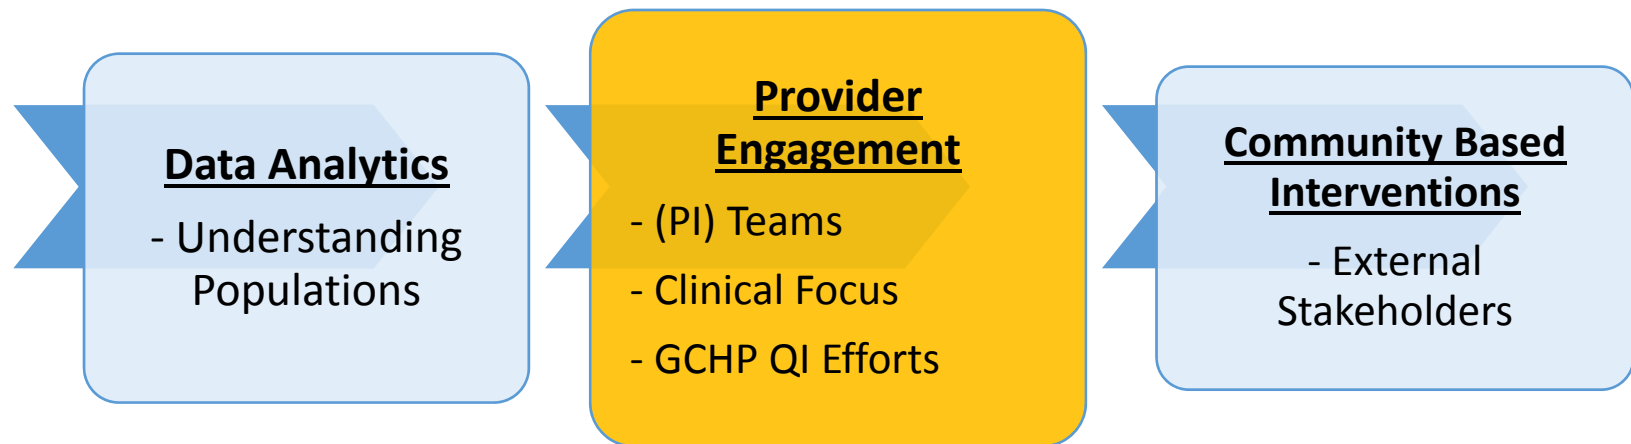 Data Analytics
- Understanding
Populations
Provider
Engagement
- (PI) Teams
- Clinical Focus
- GCHP QI Efforts
Community Based
Interventions
- External
Stakeholders